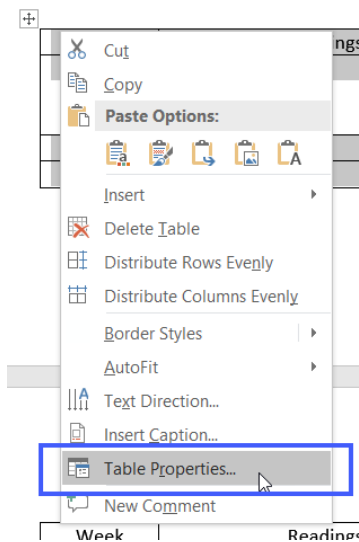 ngs
Cut
Copy
Paste Options:
Insert
Delete Table
Distribute Rows Evenly
Distribute Columns Evenly
Border Styles
AutoFit
Text Direction...
Insert Caption...
Table Properties...
New Comment
Week Readings